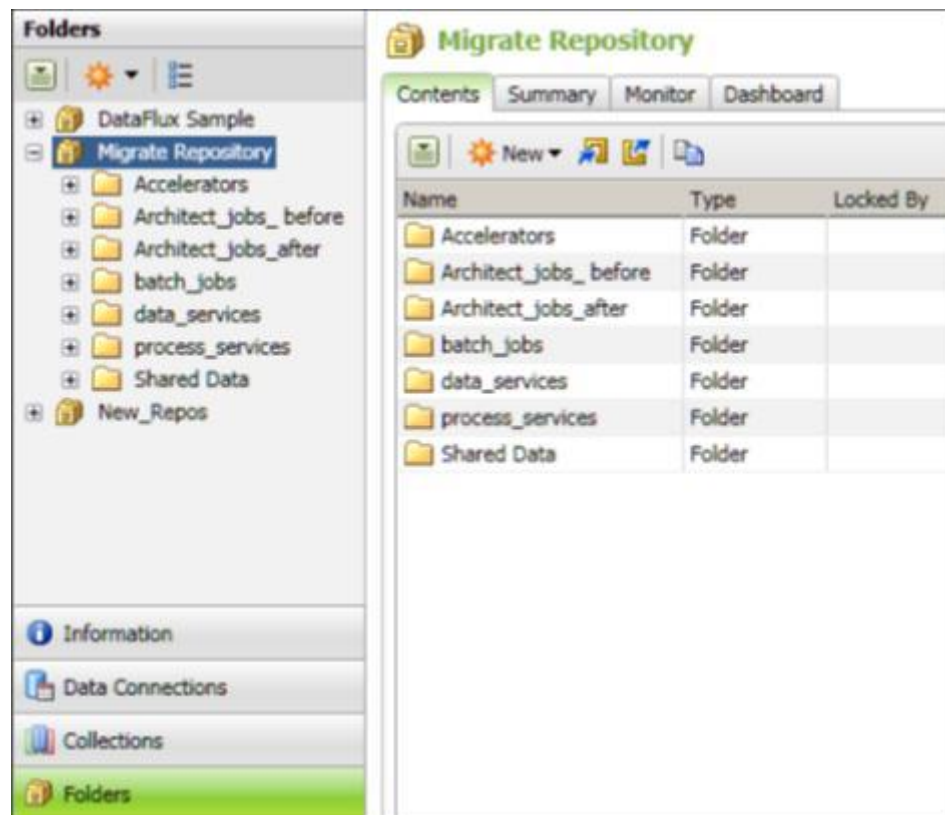 Folders
DataFlux Sample
Migrate Repository
Accelerators
Architect_jobs_ before
Architect_jobs_after
batch_jobs
data_services
process_services
Shared Data
New_Repos
Information
Data Connections
Collections
Folders
Migrate Repository
Contents Summary Monitor Dashboard
New
Name Type Locked By
Accelerators Folder
Architect_jobs_ before Folder
Architect_jobs_after Folder
batch_jobs Folder
data_services Folder
process_services Folder
Shared Data Folder